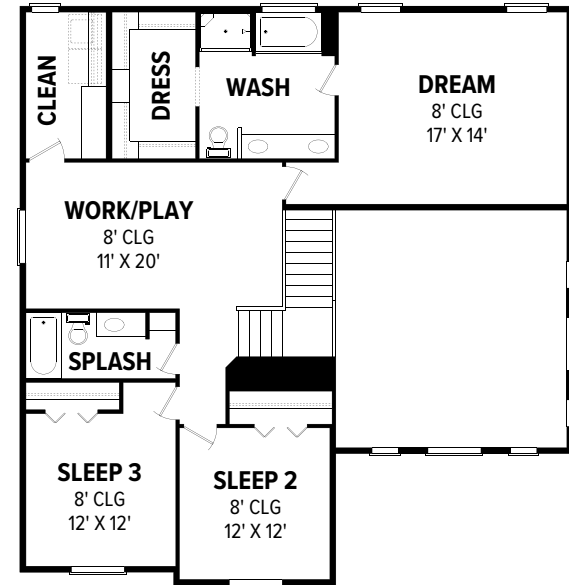 CLEAN
DRESS
WASH
DREAM
8' CLG
17' X 14'
WORK/PLAY
8' CLG
11' X 20'
SPLASH
SLEEP 3
8' CLG
12' X 12'
SLEEP 2
8' CLG
12' X 12'